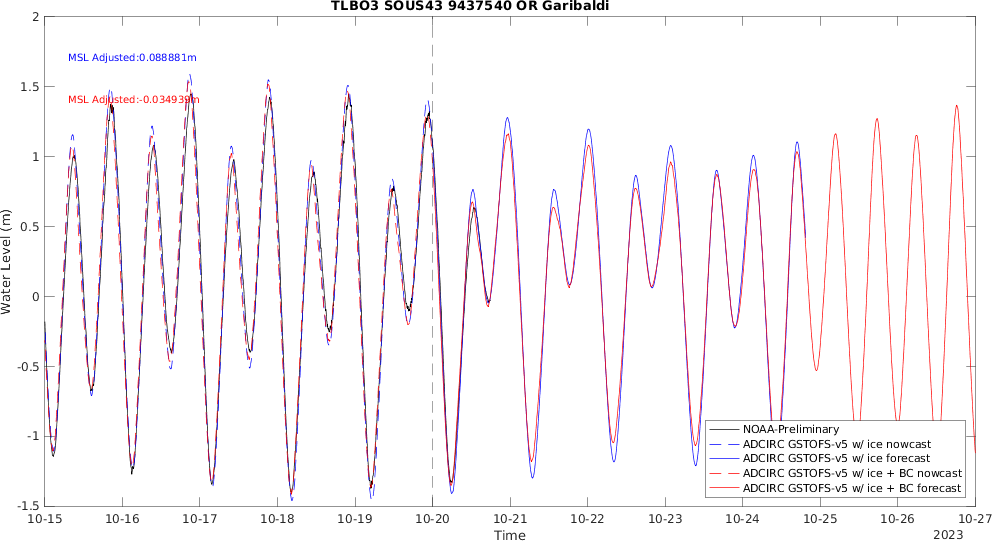 TLBO3 SOUS43 9437540 OR Garibaldi
MSL Adjusted:0.088881m
MSL Adjusted:-0.034939m
Water Level (m)
2
1.5
1
0.5
0
-0.5
-1
-1.5
10-15 10-16 10-17 10-18 10-19 10-20 10-21 10-22 10-23 10-24 10-25 10-26 10-27
Time
2023
NOAA-Preliminary
ADCIRC GSTOFS-v5 w/ ice nowcast
ADCIRC GSTOFS-v5 w/ ice forecast
ADCIRC GSTOFS-v5 w/ ice + BC nowcast
ADCIRC GSTOFS-v5 w/ ice + BC forecast